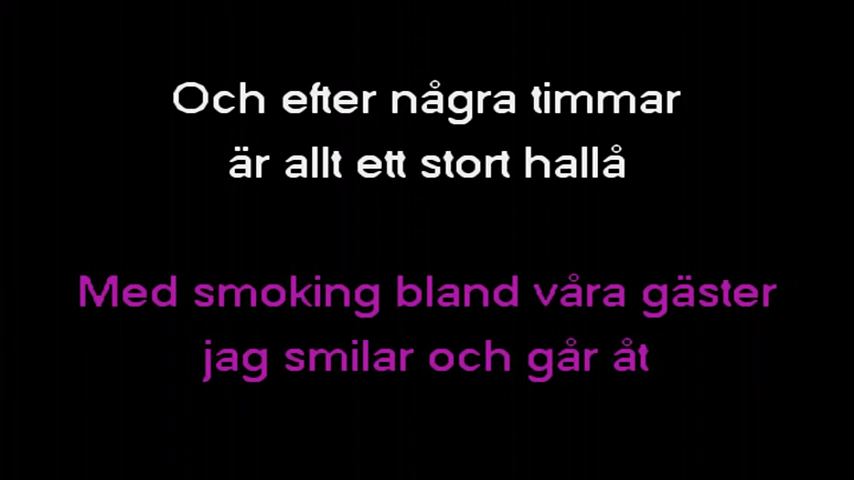 Och efter några timmar
är allt ett stort hallå
Med smoking bland våra gäster
jag smilar och går åt